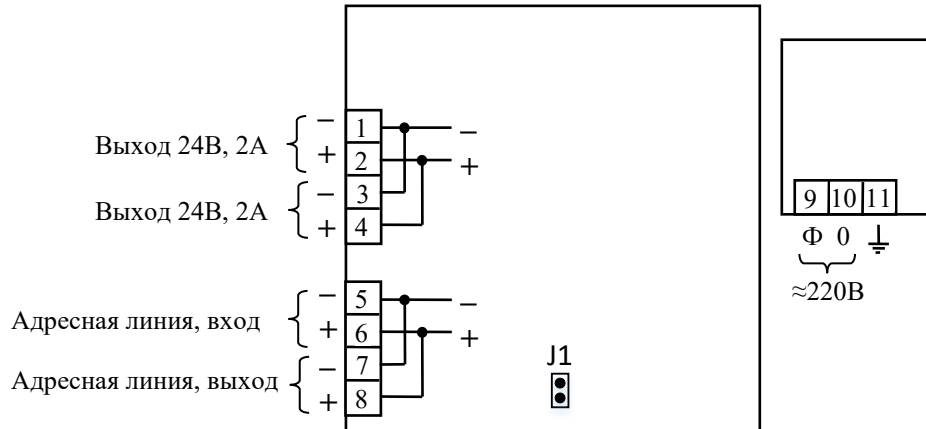 − 1 −
Выход 24В, 2А
+ 2 +
− 3
Выход 24В, 2А
+ 4
9 10 11
Ф 0
≈220В
− 5 −
Адресная линия, вход
+ 6 +
− 7
Адресная линия, выход
+ 8
J1